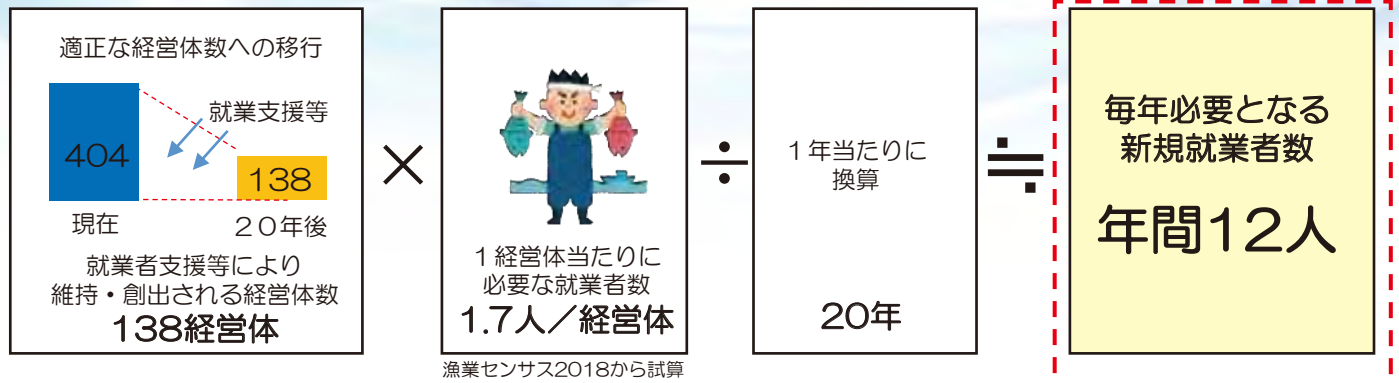 適正な経営体数への移行
就業支援等
404
138
現在
20年後
就業者支援等により
維持・創出される経営体数
138経営体
×
1経営体当たりに
必要な就業者数
1.7人／経営体
漁業センサス2018から試算
÷
1年当たりに
換算
20年
≒
毎年必要となる
新規就業者数
年間12人